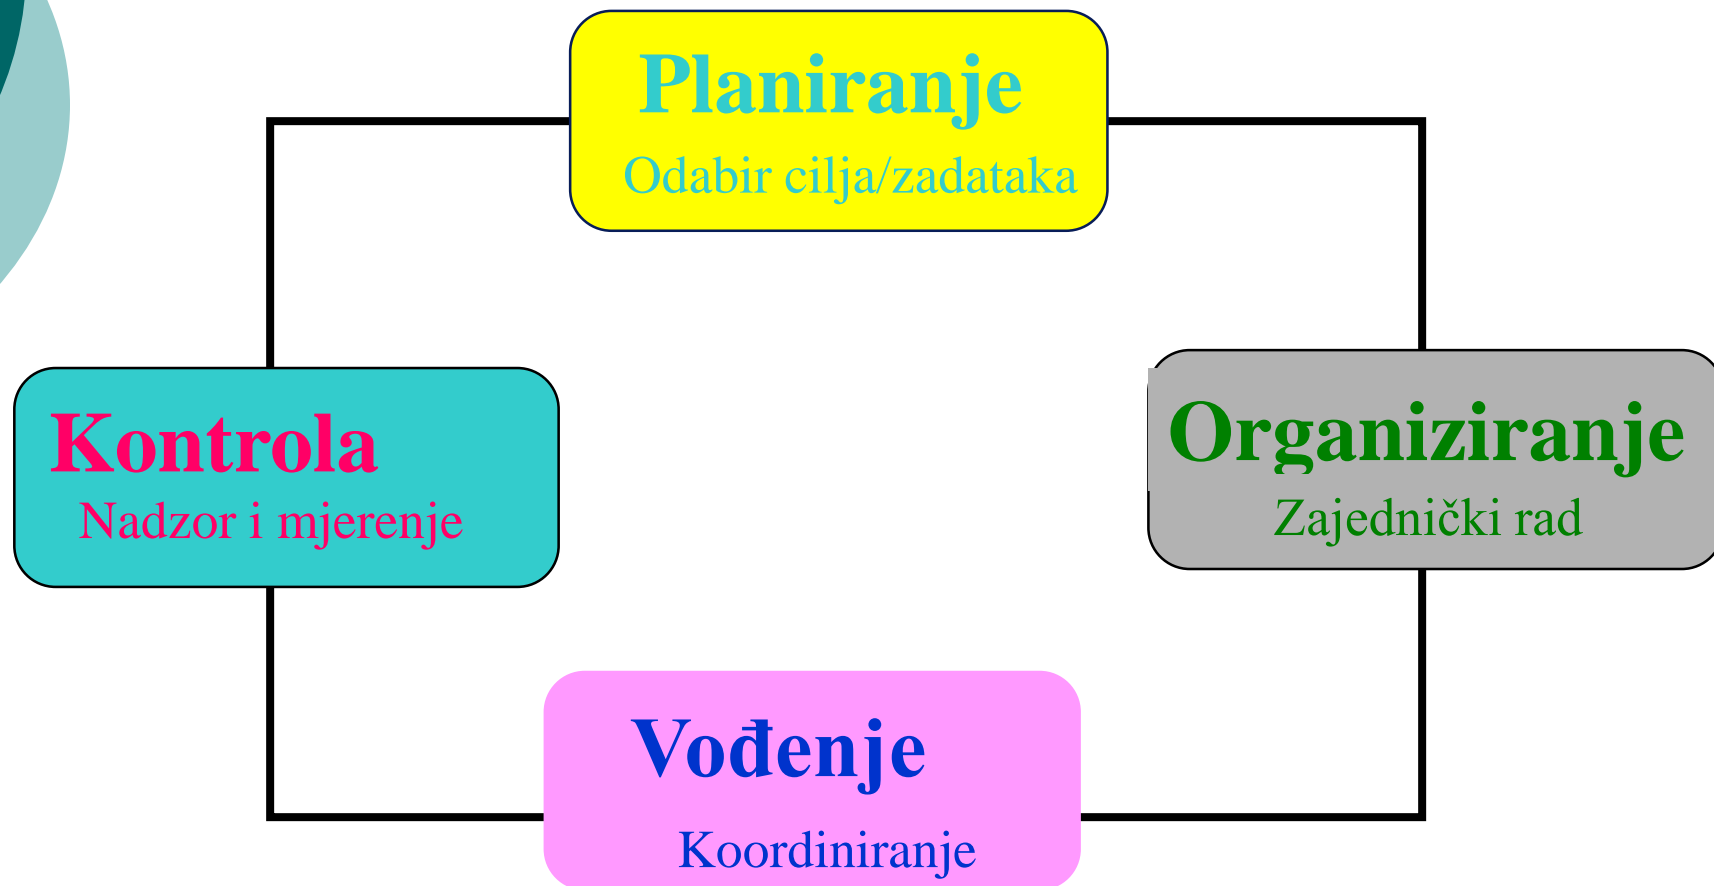 Planiranje
Odabir cilja/zadataka
Kontrola
Nadzor i mjerenje
Organiziranje
Zajednički rad
Vođenje
Koordiniranje